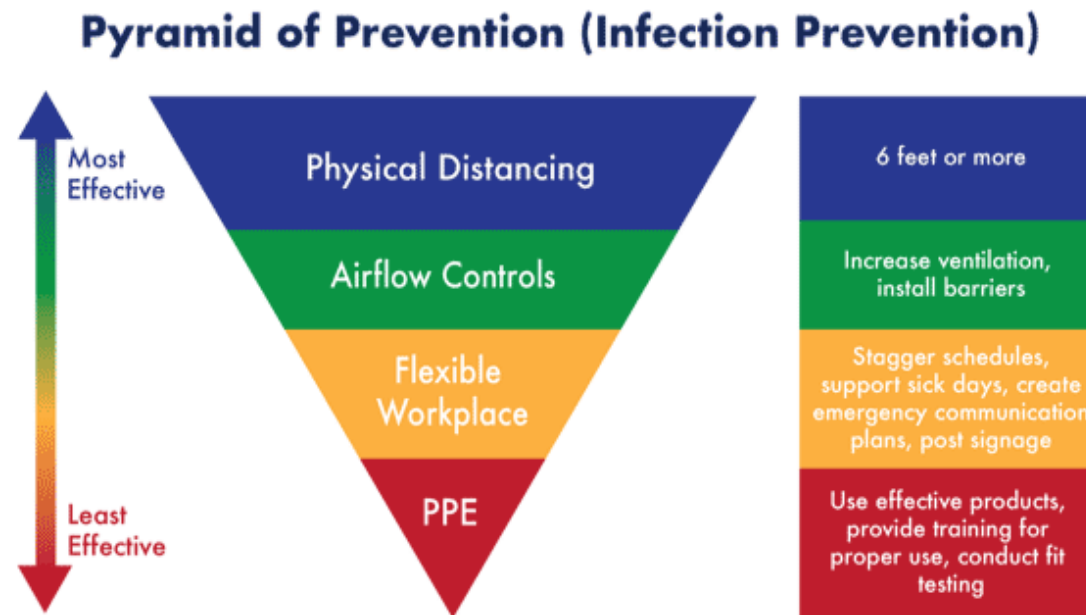 Pyramid of Prevention (Infection Prevention)
Most
Effective
Physical Distancing
6 feet or more
Airflow Controls
Increase ventilation,
install barriers
Flexible
Workplace
Stagger schedules,
support sick days, create
emergency communication
plans, post signage
Least
Effective
PPE
Use effective products,
provide training for
proper use, conduct fit
testing